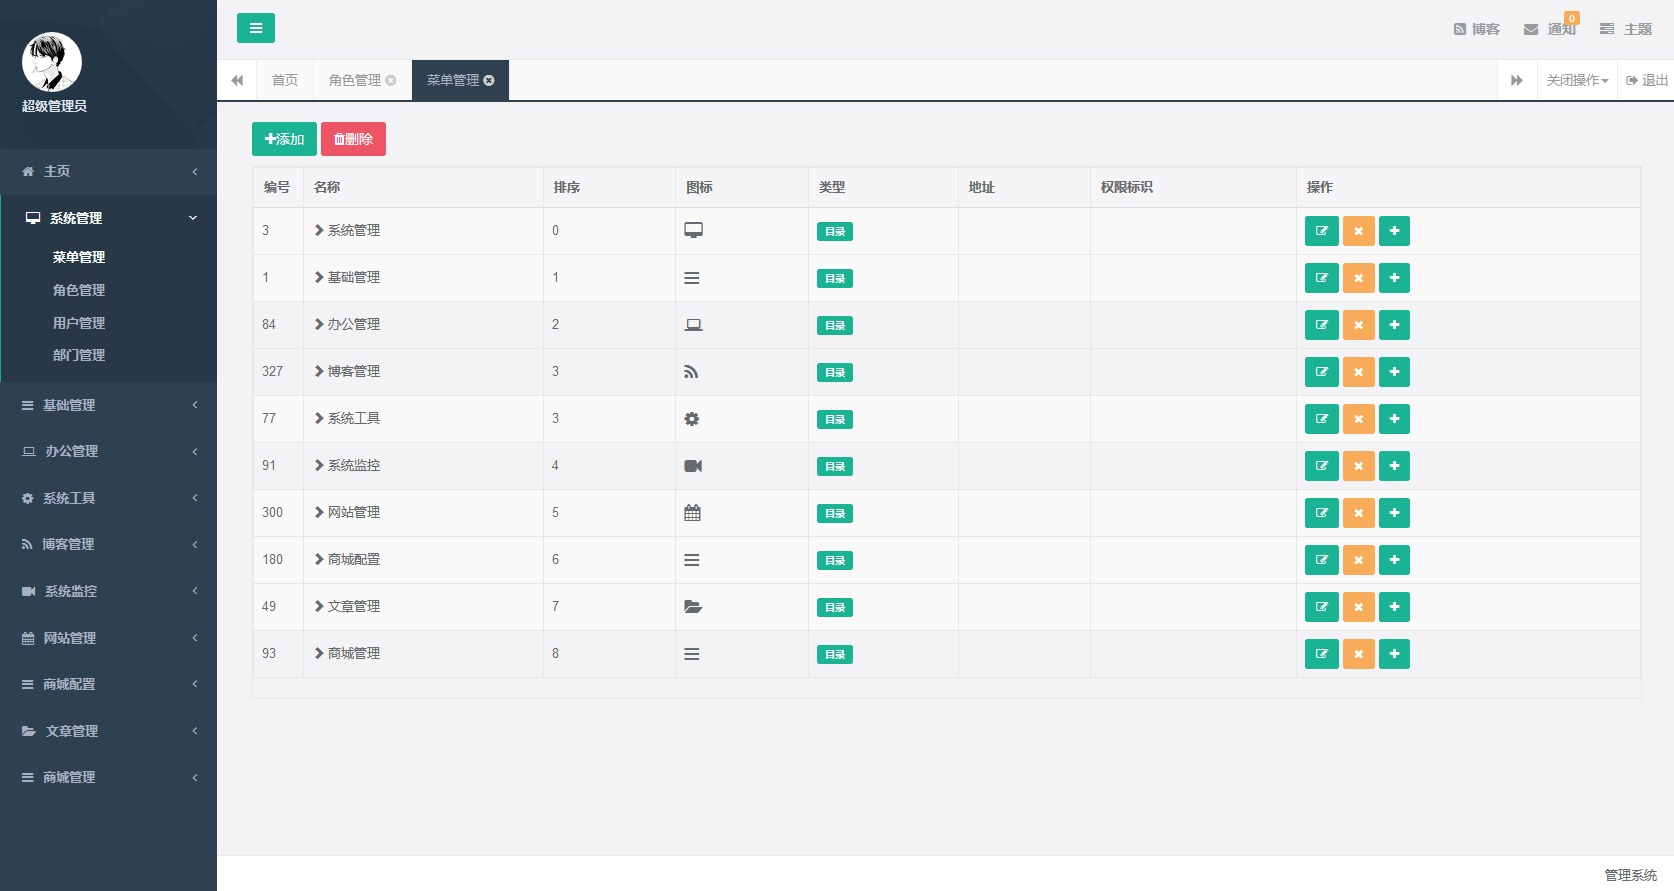 超级管理员
主页
系统管理
菜单管理
角色管理
用户管理
部门管理
基础管理
办公管理
系统工具
博客管理
系统监控
网站管理
商城配置
文章管理
商城管理
博客 通知 0 主题
首页 角色管理 菜单管理 关闭操作 退出
添加 删除
编号 名称 排序 图标 类型 地址 权限标识 操作
3 系统管理 0 目录
1 基础管理 1 目录
84 办公管理 2 目录
327 博客管理 3 目录
77 系统工具 3 目录
91 系统监控 4 目录
300 网站管理 5 目录
180 商城配置 6 目录
49 文章管理 7 目录
93 商城管理 8 目录
管理系统